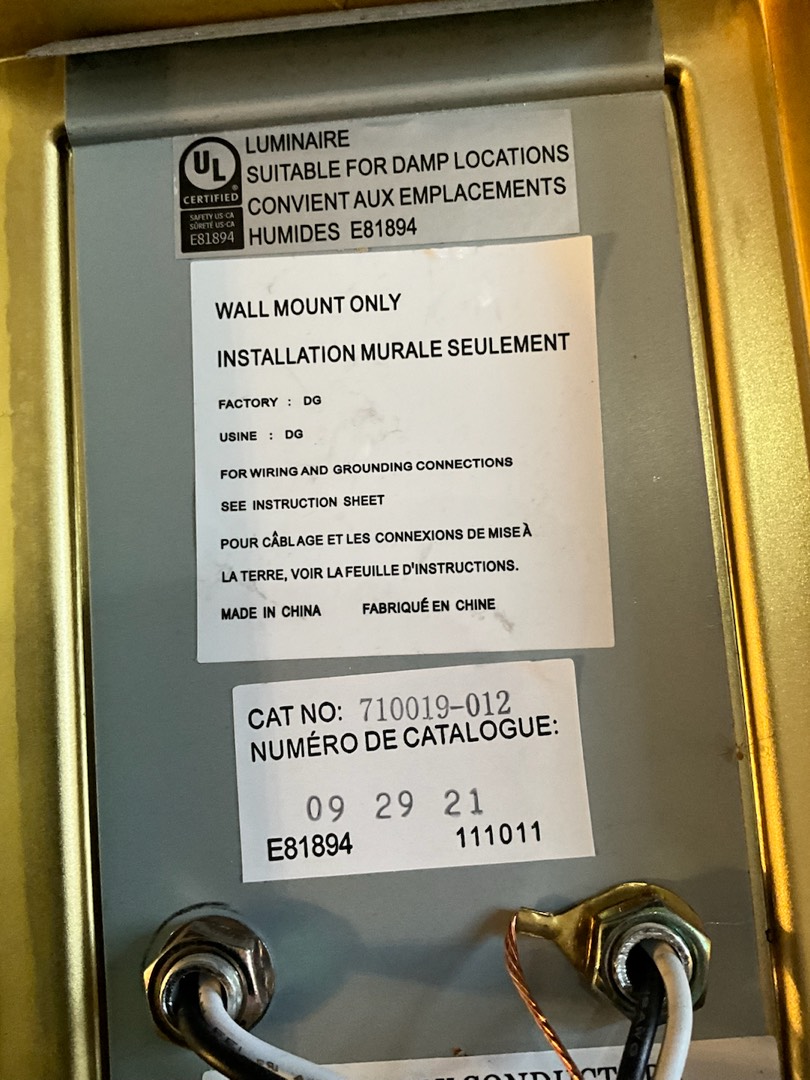 UL
CERTIFIED
SAFETY US-CA
SÛRETÉ US-CA
E81894
LUMINAIRE
SUITABLE FOR DAMP LOCATIONS
CONVIENT AUX EMPLACEMENTS
HUMIDES E81894
WALL MOUNT ONLY
INSTALLATION MURALE SEULEMENT
FACTORY : DG
USINE : DG
FOR WIRING AND GROUNDING CONNECTIONS
SEE INSTRUCTION SHEET
POUR CÂBLAGE ET LES CONNEXIONS DE MISE À
LA TERRE, VOIR LA FEUILLE D'INSTRUCTIONS.
MADE IN CHINA FABRIQUÉ EN CHINE
CAT NO: 710019-012
NUMÉRO DE CATALOGUE:
09 29 21
E81894 111011